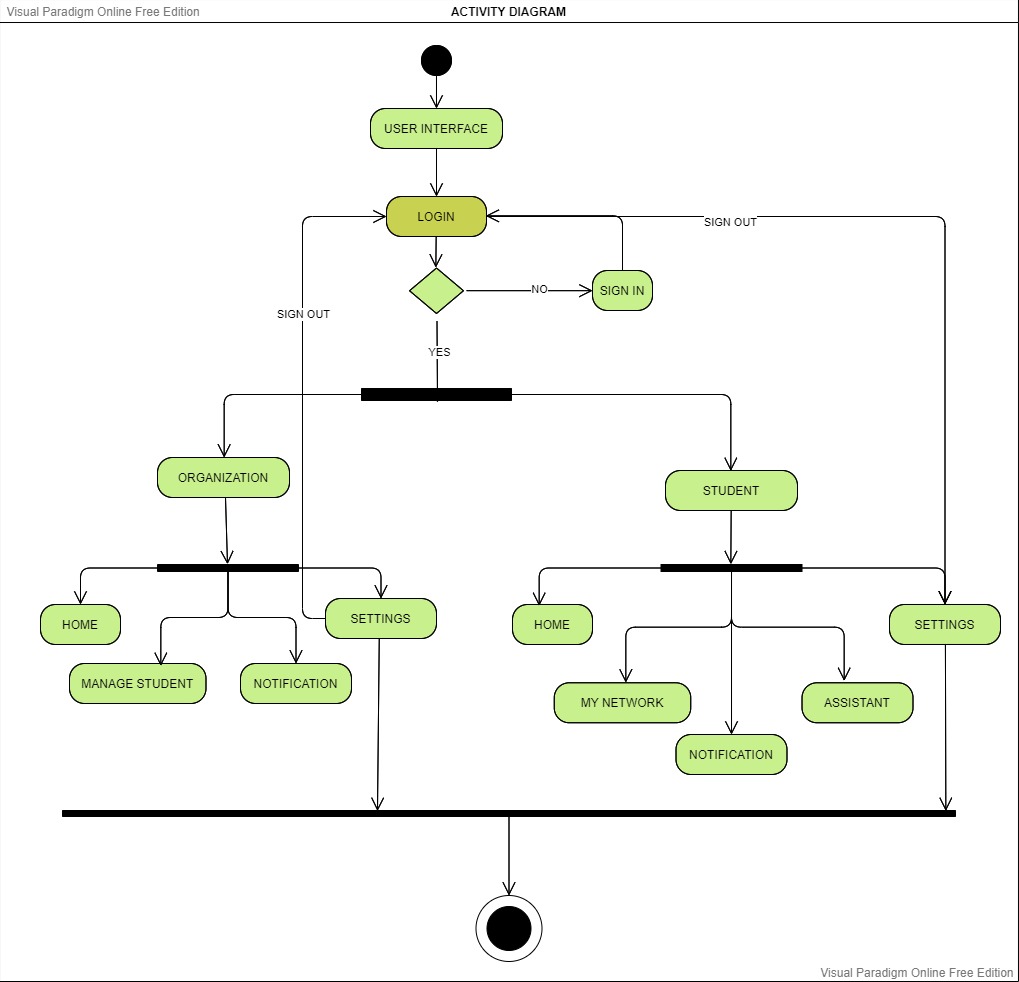 Visual Paradigm Online Free Edition
ACTIVITY DIAGRAM
USER INTERFACE
LOGIN
SIGN OUT
NO
SIGN IN
SIGN OUT
YES
ORGANIZATION
STUDENT
HOME
SETTINGS
HOME
SETTINGS
MANAGE STUDENT
NOTIFICATION
MY NETWORK
ASSISTANT
NOTIFICATION
Visual Paradigm Online Free Edition